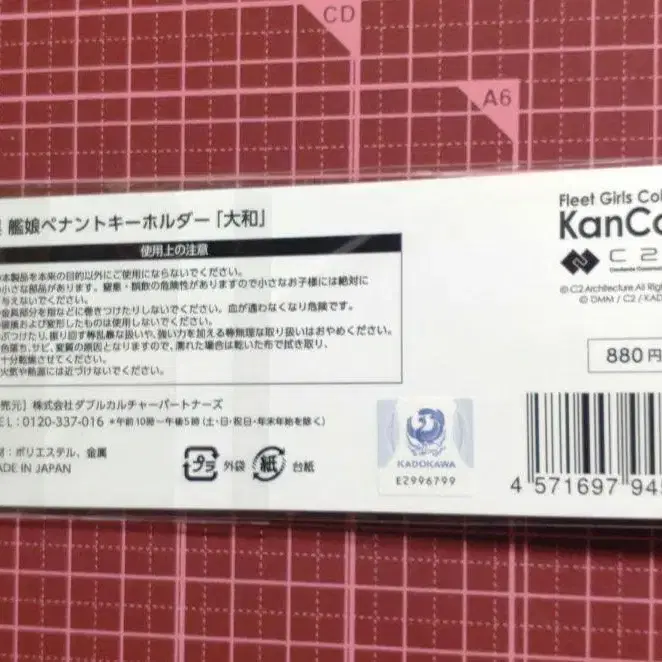 CD
A6
艦娘ペナントキーホルダー「大和」
使用上の注意
本製品を本来の目的以外にご使用にならないでください。
小さな部品があります。窒息・誤飲の危険性がありますので小さなお子様には絶対に
与えないでください。
金具部分を指などに巻きつけたりしないでください。血が通わなくなり危険です。
破損および変形したものは使用しないでください。
ぶつけたり、振り回す等乱暴な扱いや、強い力を加える等無理な取り扱いはおやめください。
色落ち、サビ、変質の原因となりますので、濡れた場合は乾いた布で拭き取り、
十分乾燥させてください。
火気や熱源には近づけないでください。
売元］株式会社ダブルカルチャーパートナーズ
EL：0120-337-016 ＊午前10時〜午後5時（土・日・祝日・年末年始を除く）
材：ポリエステル、金属
MADE IN JAPAN
プラ 外袋 紙 台紙
KADOKAWA
EZ996799
Fleet Girls Col
KanCo
C2
© C2 Architecture All Rig
© DMM / C2 / KAD
880円
4 571697 945